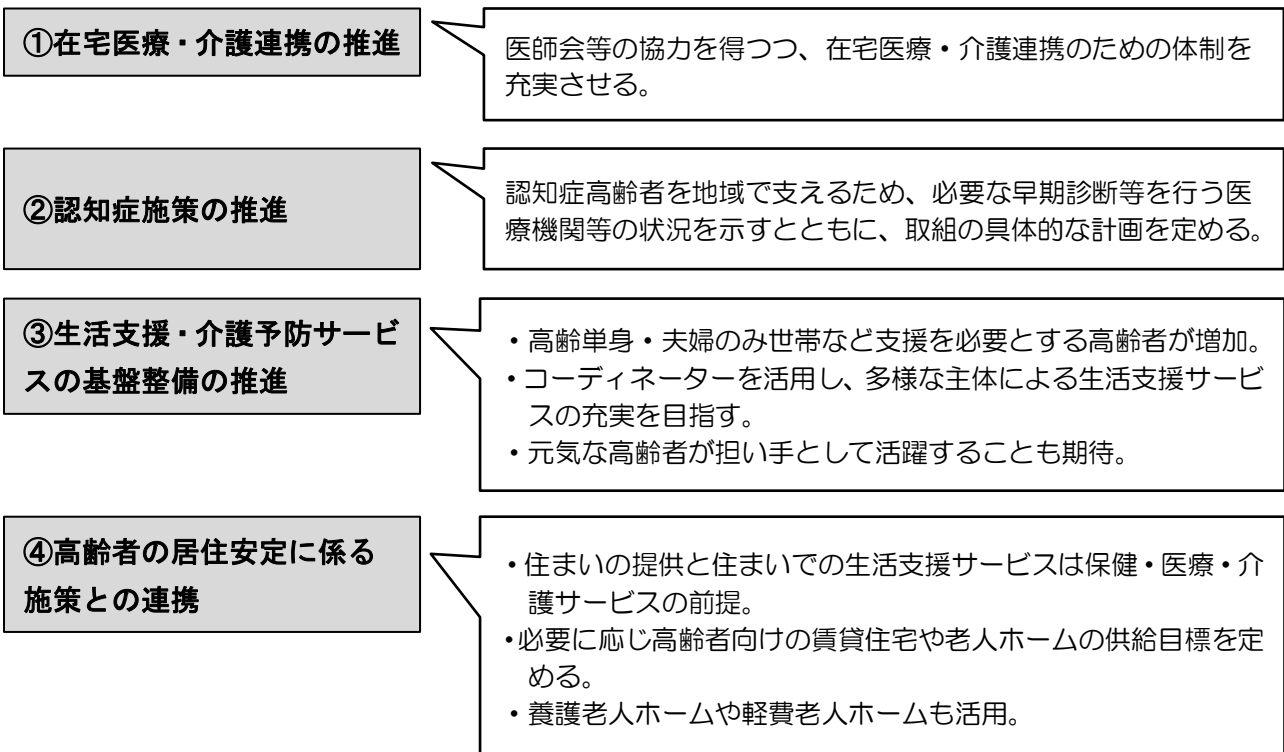 ①在宅医療・介護連携の推進
医師会等の協力を得つつ、在宅医療・介護連携のための体制を
充実させる。
②認知症施策の推進
認知症高齢者を地域で支えるため、必要な早期診断等を行う医
療機関等の状況を示すとともに、取組の具体的な計画を定める。
③生活支援・介護予防サービ
スの基盤整備の推進
・高齢単身・夫婦のみ世帯など支援を必要とする高齢者が増加。
・コーディネーターを活用し、多様な主体による生活支援サービ
スの充実を目指す。
・元気な高齢者が担い手として活躍することも期待。
④高齢者の居住安定に係る
施策との連携
・住まいの提供と住まいでの生活支援サービスは保健・医療・介
護サービスの前提。
・必要に応じ高齢者向けの賃貸住宅や老人ホームの供給目標を定
める。
・養護老人ホームや軽費老人ホームも活用。